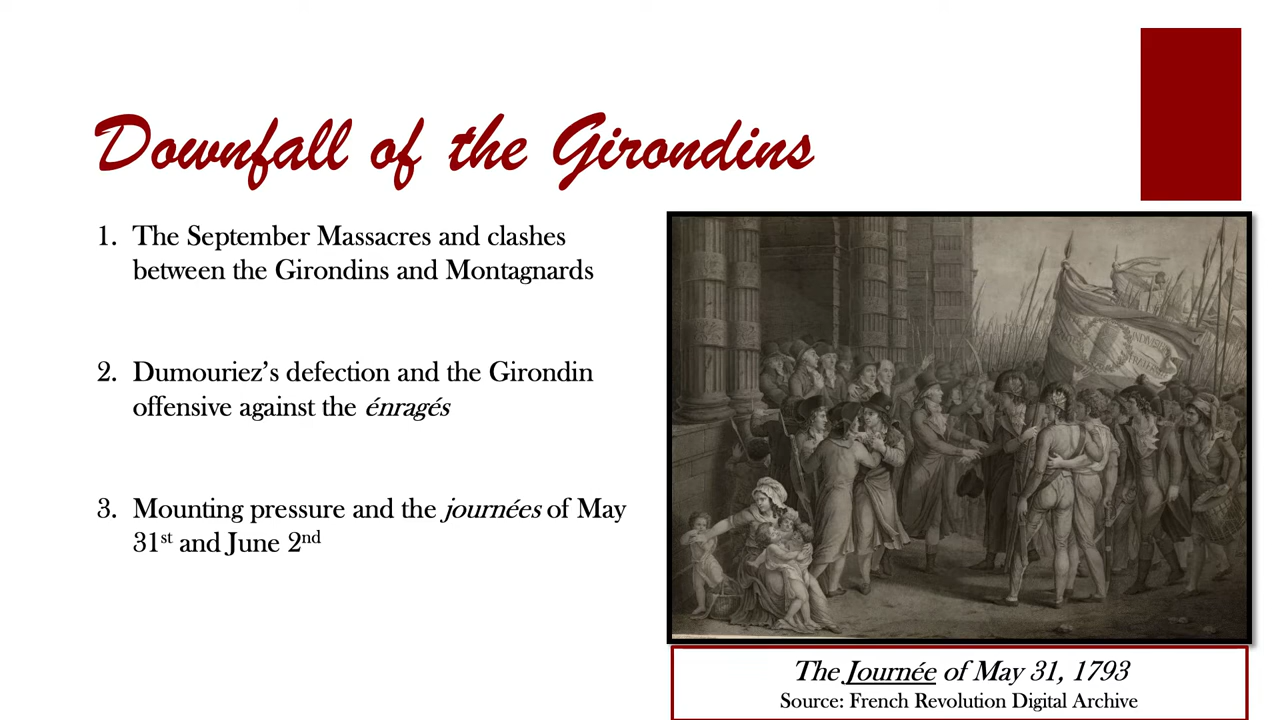 Downfall of the Girondins
1. The September Massacres and clashes
between the Girondins and Montagnards
2. Dumouriez’s defection and the Girondin
offensive against the énragés
3. Mounting pressure and the journées of May
31st and June 2nd
The Journée of May 31, 1793
Source: French Revolution Digital Archive